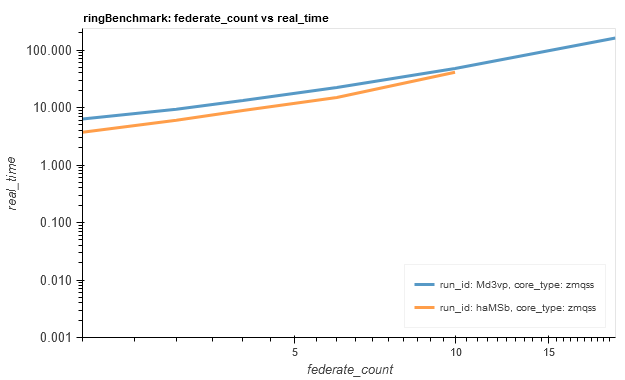 ringBenchmark: federate_count vs real_time
100.000
10.000
1.000
0.100
0.010
0.001
real_time
5
10
15
federate_count
run_id: Md3vp, core_type: zmqss
run_id: haMSb, core_type: zmqss